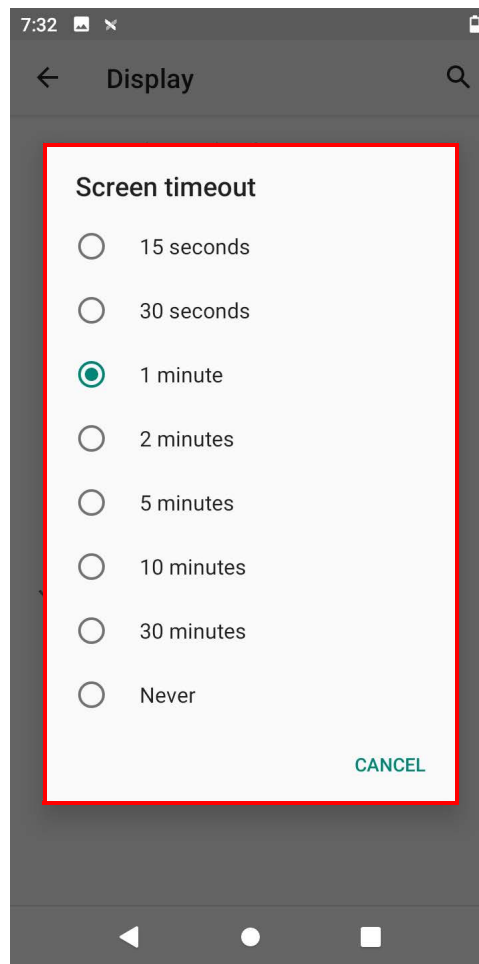 7:32
Display
Screen timeout
15 seconds
30 seconds
1 minute
2 minutes
5 minutes
10 minutes
30 minutes
Never
CANCEL